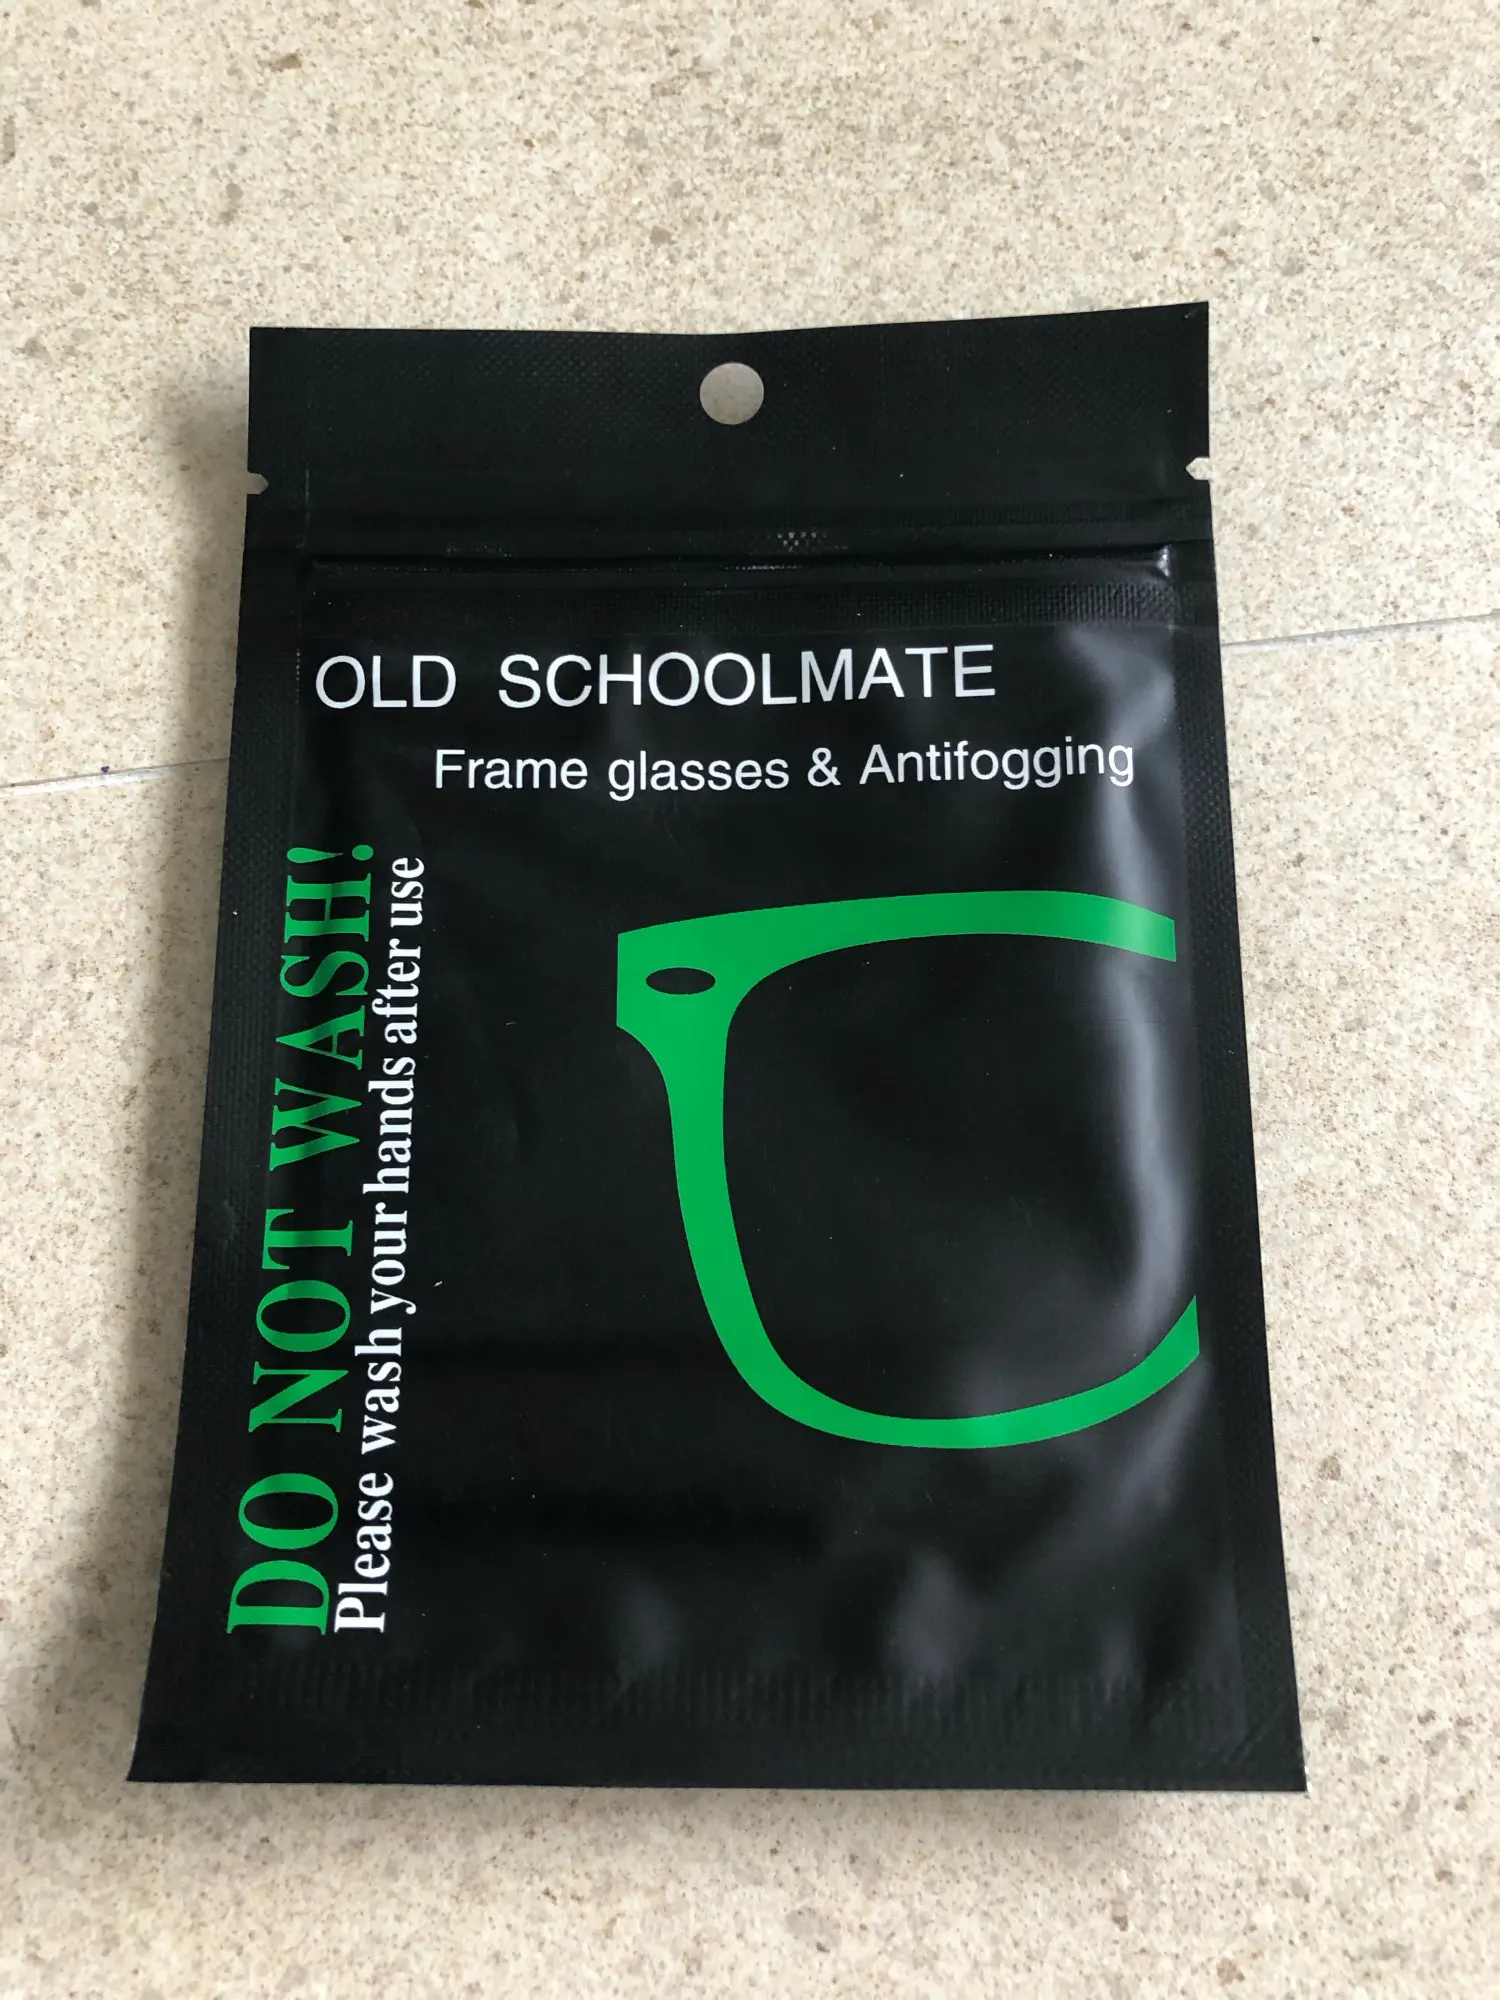 OLD SCHOOLMATE
Frame glasses & Antifogging
DO NOT WASH!
Please wash your hands after use